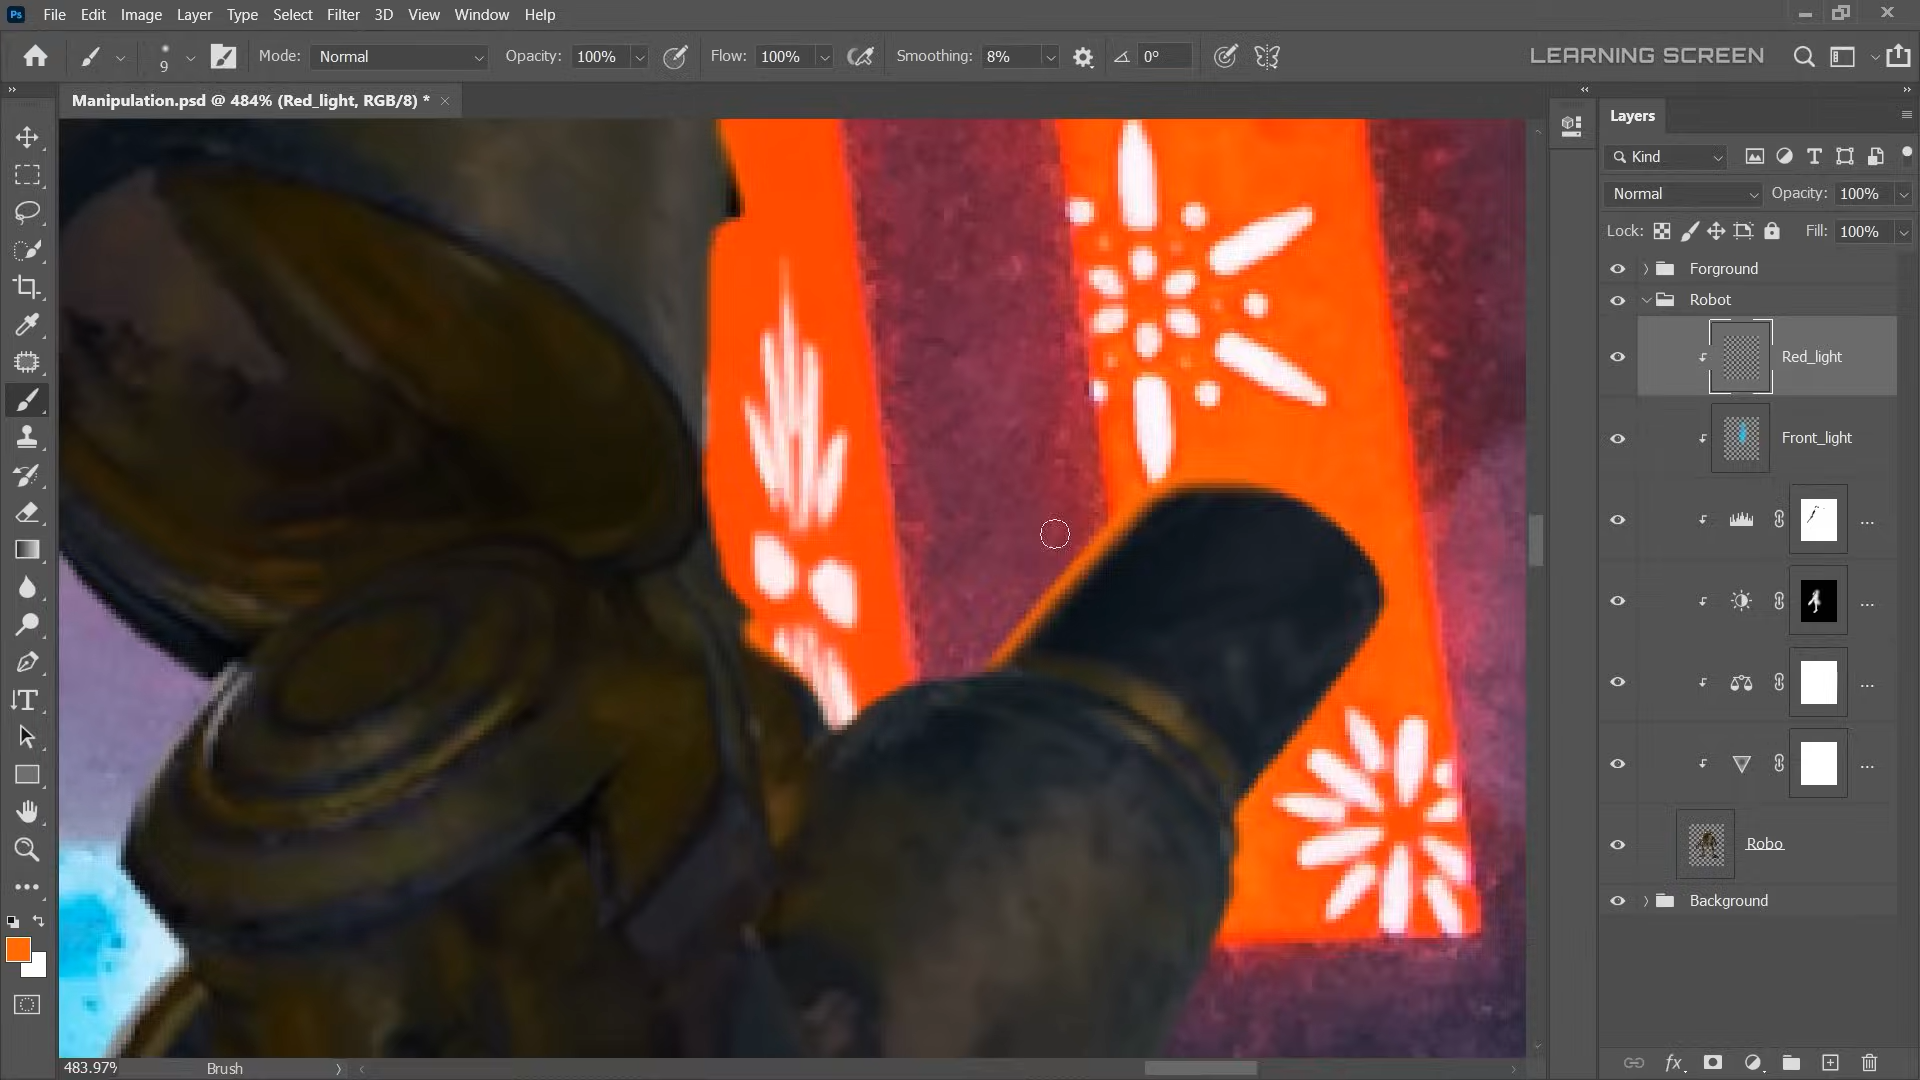 Ps File Edit Image Layer Type Select Filter 3D View Window Help
9 Mode: Normal Opacity: 100% Flow: 100% Smoothing: 8% 0° LEARNING SCREEN
Manipulation.psd @ 484% (Red_light, RGB/8) *
Layers
Kind
Normal Opacity: 100%
Lock: Fill: 100%
Forground
Robot
Red_light
Front_light
...
...
...
...
Robo
Background
483.97% Brush
fx